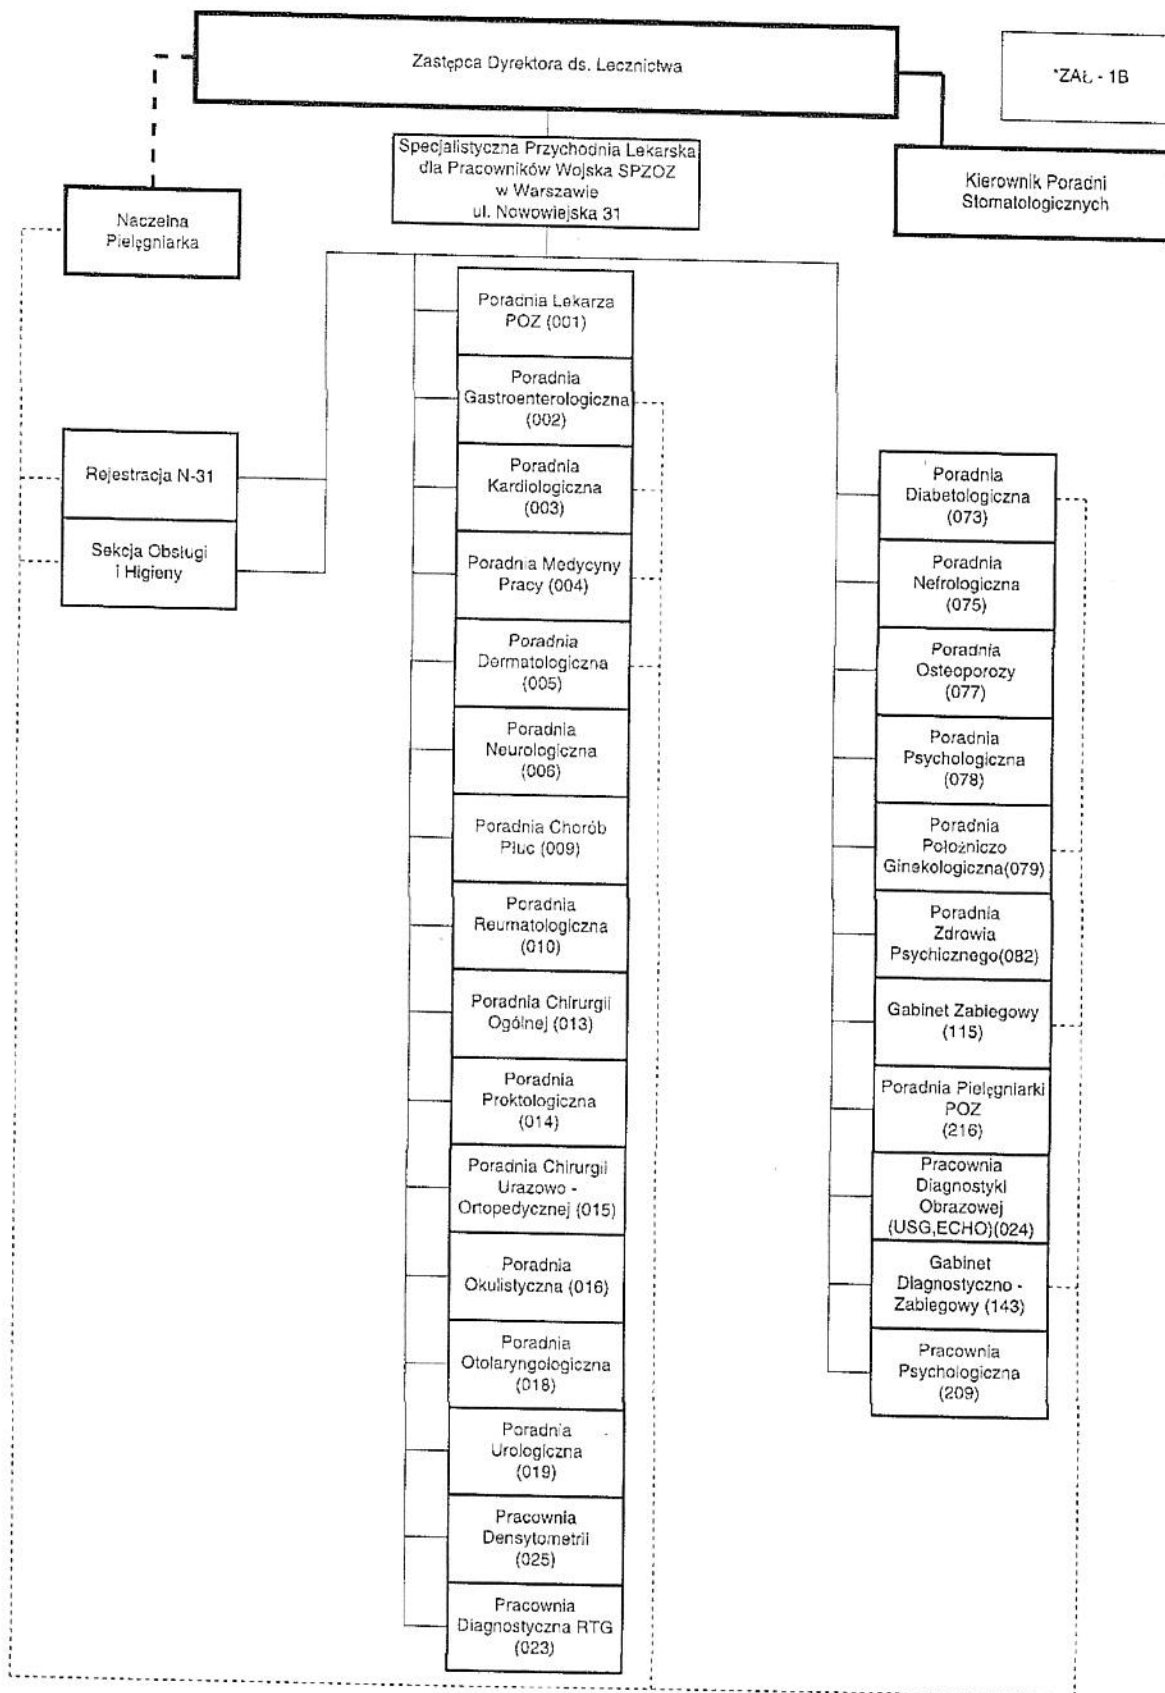 Zastępca Dyrektora ds. Lecznictwa
*ZAŁ - 1B
Specjalistyczna Przychodnia Lekarska
dla Pracowników Wojska SPZOZ
w Warszawie
ul. Nowowiejska 31
Kierownik Poradni
Stomatologicznych
Naczelna
Pielęgniarka
Rejestracja N-31
Sekcja Obsługi
i Higieny
Poradnia Lekarza
POZ (001)
Poradnia
Gastroenterologiczna
(002)
Poradnia
Kardiologiczna
(003)
Poradnia Medycyny
Pracy (004)
Poradnia
Dermatologiczna
(005)
Poradnia
Neurologiczna
(006)
Poradnia Chorób
Płuc (009)
Poradnia
Reumatologiczna
(010)
Poradnia Chirurgii
Ogólnej (013)
Poradnia
Proktologiczna
(014)
Poradnia Chirurgii
Urazowo -
Ortopedycznej (015)
Poradnia
Okulistyczna (016)
Poradnia
Otolaryngologiczna
(018)
Poradnia
Urologiczna
(019)
Pracownia
Densytometrii
(025)
Pracownia
Diagnostyczna RTG
(023)
Poradnia
Diabetologiczna
(073)
Poradnia
Nefrologiczna
(075)
Poradnia
Osteoporozy
(077)
Poradnia
Psychologiczna
(078)
Poradnia
Położniczo
Ginekologiczna(079)
Poradnia
Zdrowia
Psychicznego(082)
Gabinet Zabiegowy
(115)
Poradnia Pielęgniarki
POZ
(216)
Pracownia
Diagnostyki
Obrazowej
(USG,ECHO)(024)
Gabinet
Diagnostyczno -
Zabiegowy (143)
Pracownia
Psychologiczna
(209)